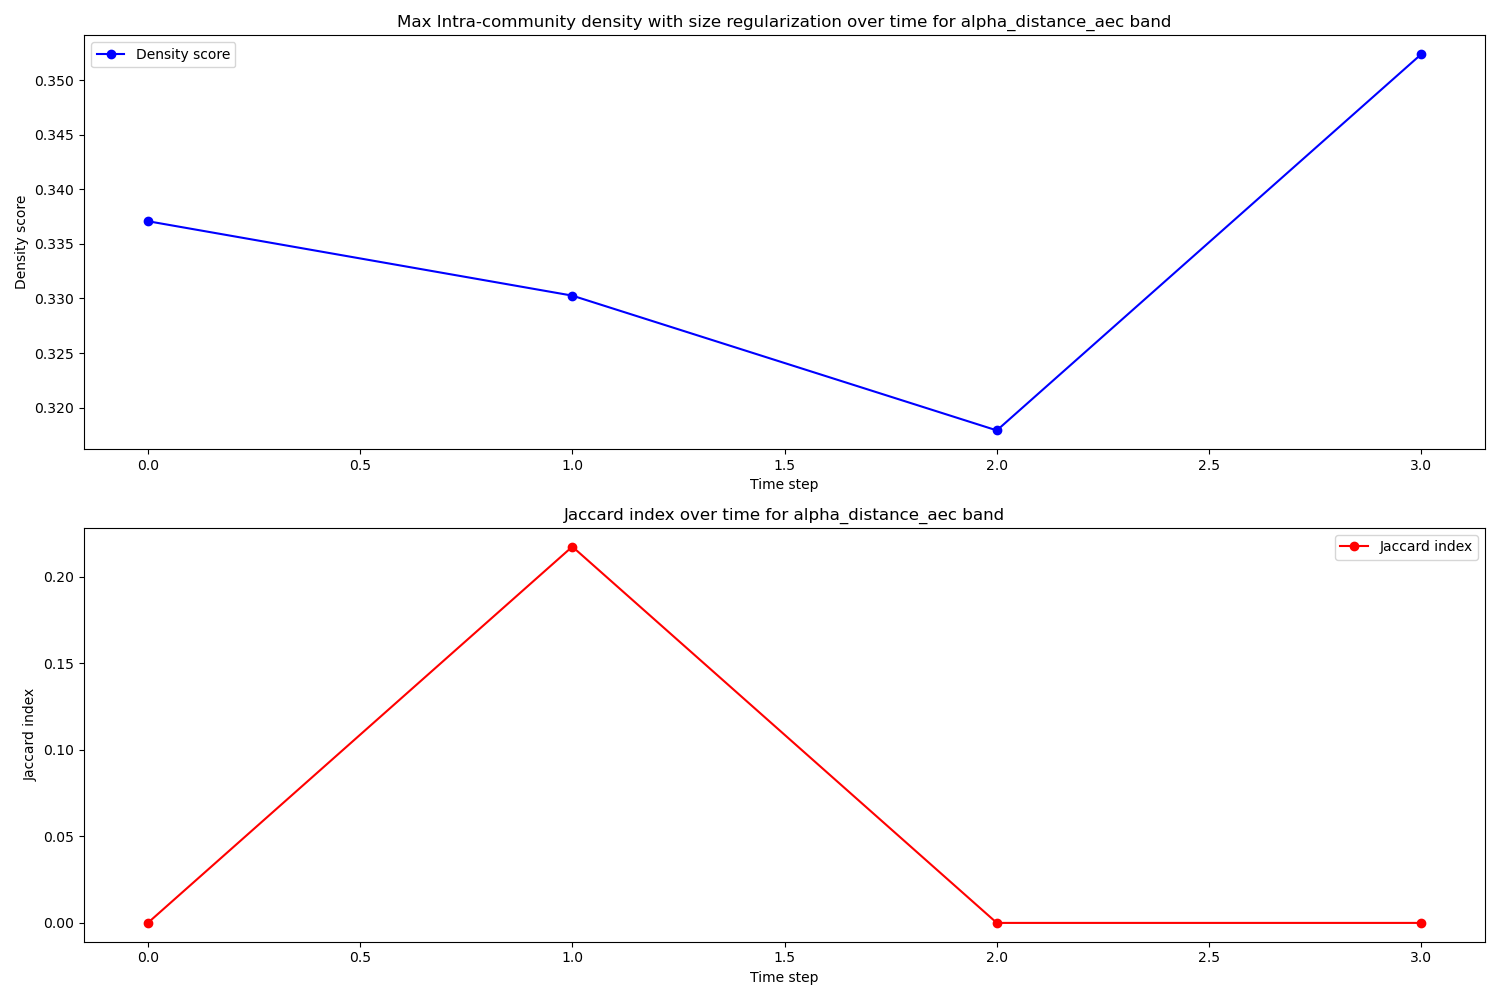 Max Intra-community density with size regularization over time for alpha_distance_aec band
Density score
0.350
0.345
0.340
0.335
0.330
0.325
0.320
Density score
0.0 0.5 1.0 1.5 2.0 2.5 3.0
Time step
Jaccard index over time for alpha_distance_aec band
Jaccard index
0.20
0.15
0.10
0.05
0.00
Jaccard index
0.0 0.5 1.0 1.5 2.0 2.5 3.0
Time step